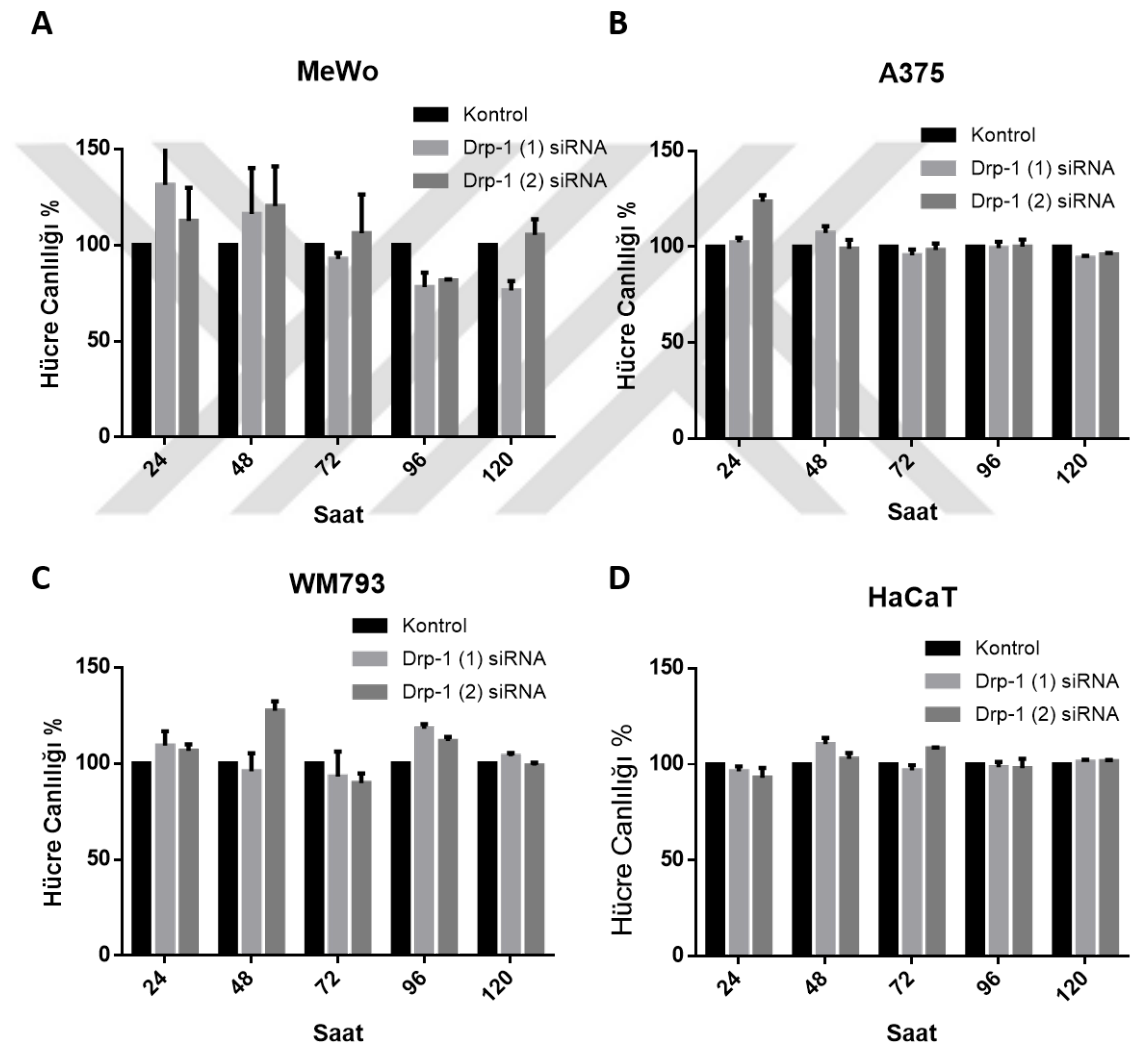 A
MeWo
Kontrol
Drp-1 (1) siRNA
Drp-1 (2) siRNA
Hücre Canlılığı %
150
100
50
0
24 48 72 96 120
Saat
B
A375
Kontrol
Drp-1 (1) siRNA
Drp-1 (2) siRNA
Hücre Canlılığı %
150
100
50
0
24 48 72 96 120
Saat
C
WM793
Kontrol
Drp-1 (1) siRNA
Drp-1 (2) siRNA
Hücre Canlılığı %
150
100
50
0
24 48 72 96 120
Saat
D
HaCaT
Kontrol
Drp-1 (1) siRNA
Drp-1 (2) siRNA
Hücre Canlılığı %
150
100
50
0
24 48 72 96 120
Saat